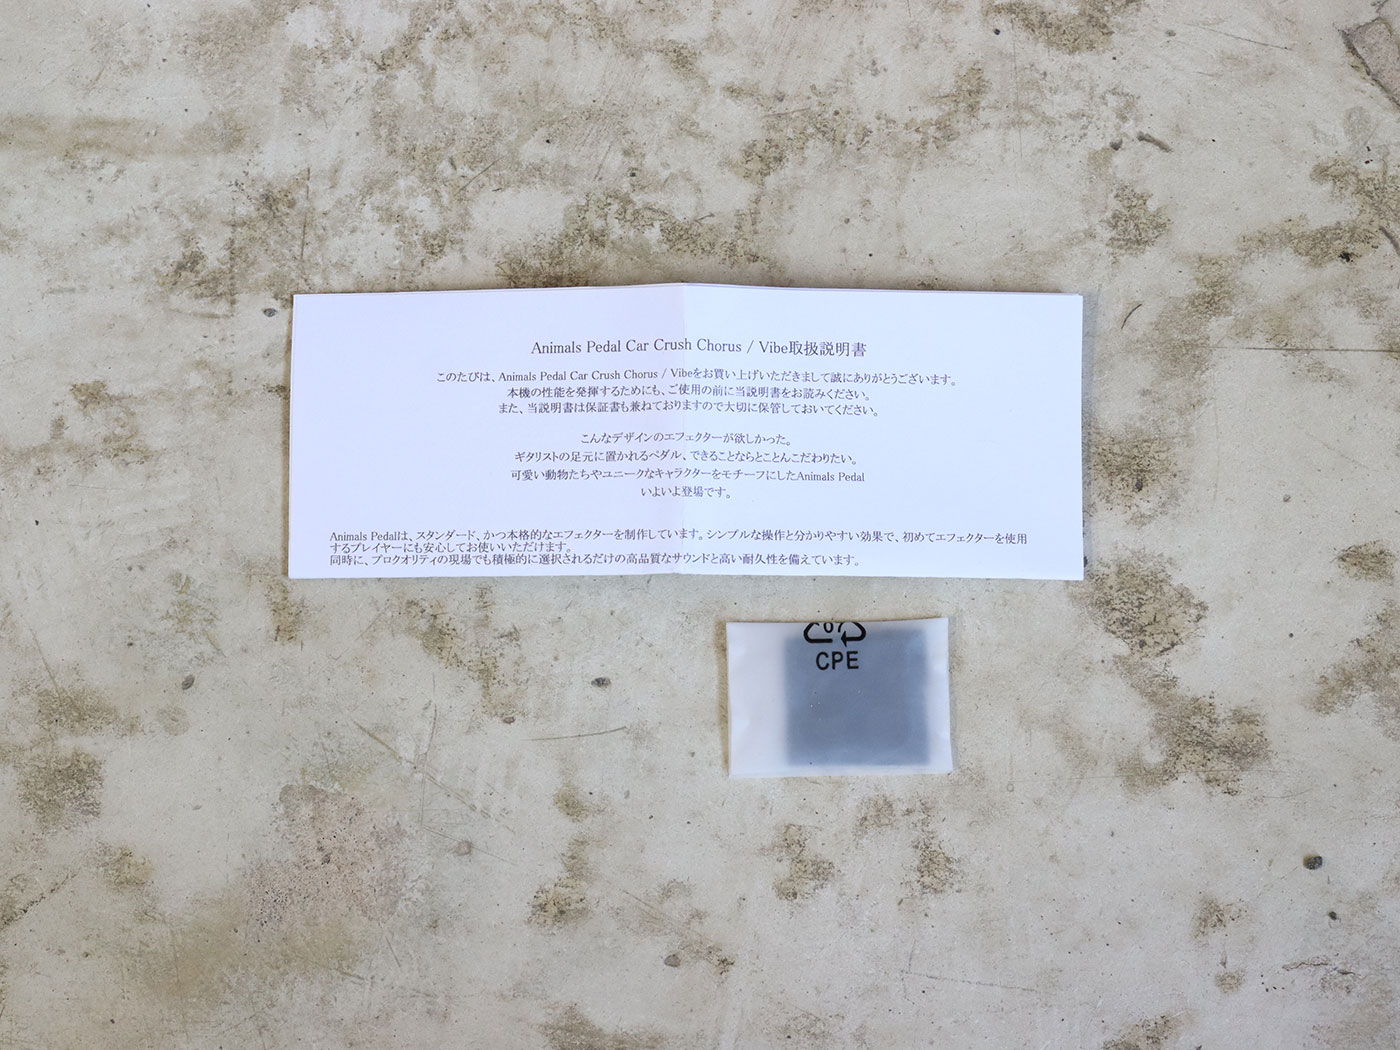 Animals Pedal Car Crush Chorus / Vibe取扱説明書
このたびは、Animals Pedal Car Crush Chorus / Vibeをお買い上げいただきまして誠にありがとうございます。
本機の性能を発揮するためにも、ご使用の前に当説明書をお読みください。
また、当説明書は保証書も兼ねておりますので大切に保管しておいてください。
こんなデザインのエフェクターが欲しかった。
ギタリストの足元に置かれるペダル、できることならとことんこだわりたい。
可愛い動物たちやユニークなキャラクターをモチーフにしたAnimals Pedal
いよいよ登場です。
Animals Pedalは、スタンダード、かつ本格的なエフェクターを制作しています。シンプルな操作と分かりやすい効果で、初めてエフェクターを使用
するプレイヤーにも安心してお使いいただけます。
同時に、プロクオリティの現場でも積極的に選択されるだけの高品質なサウンドと高い耐久性を備えています。
07
CPE